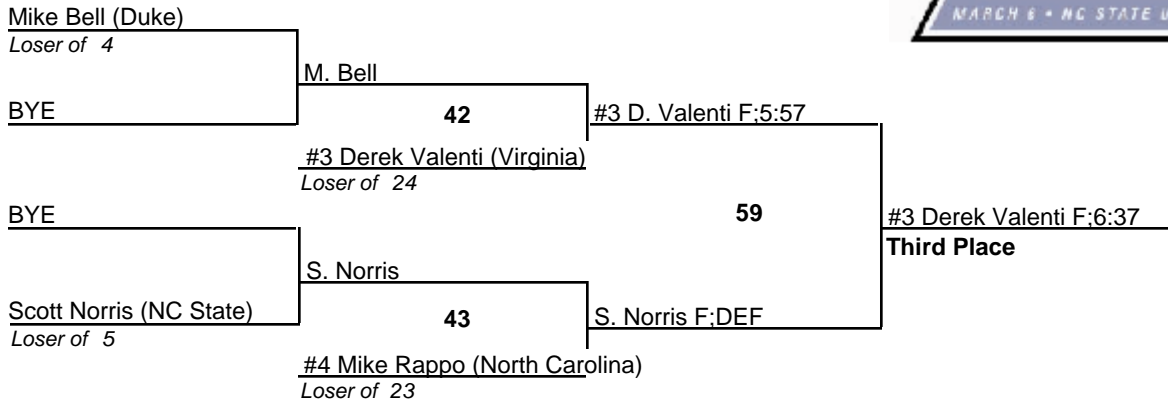 MARCH 6 • NC STATE
Mike Bell (Duke)
Loser of 4
M. Bell
BYE
42
#3 D. Valenti F;5:57
#3 Derek Valenti (Virginia)
Loser of 24
BYE
59
#3 Derek Valenti F;6:37
Third Place
S. Norris
Scott Norris (NC State)
Loser of 5
43
S. Norris F;DEF
#4 Mike Rappo (North Carolina)
Loser of 23